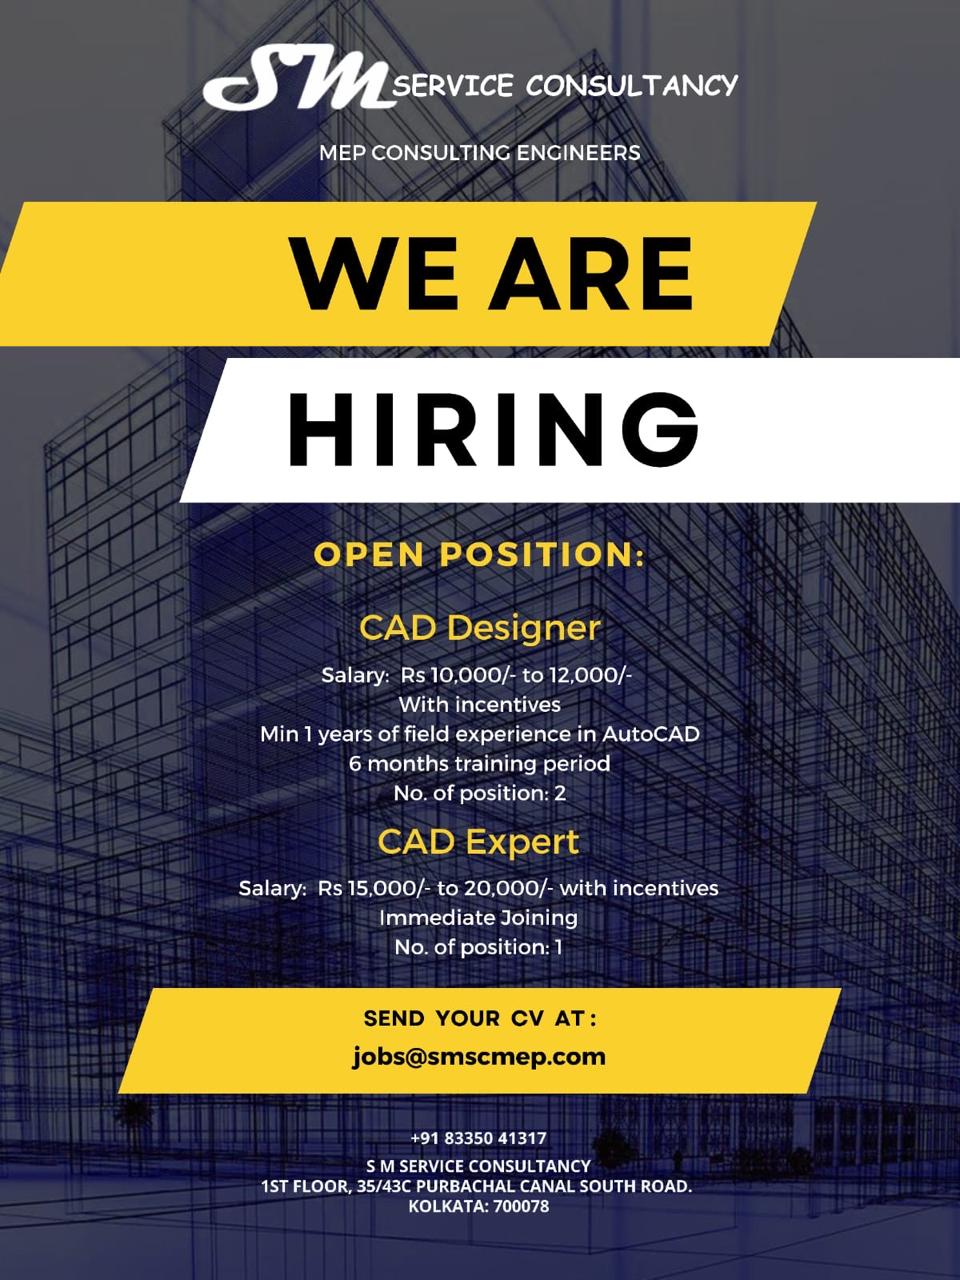 SM SERVICE CONSULTANCY
MEP CONSULTING ENGINEERS
WE ARE
HIRING
OPEN POSITION:
CAD Designer
Salary:  Rs 10,000/- to 12,000/-
With incentives
Min 1 years of field experience in AutoCAD
6 months training period
No. of position: 2
CAD Expert
Salary:  Rs 15,000/- to 20,000/- with incentives
Immediate Joining
No. of position: 1
SEND YOUR CV AT :
jobs@smscmep.com
+91 83350 41317
S M SERVICE CONSULTANCY
1ST FLOOR, 35/43C PURBACHAL CANAL SOUTH ROAD.
KOLKATA: 700078